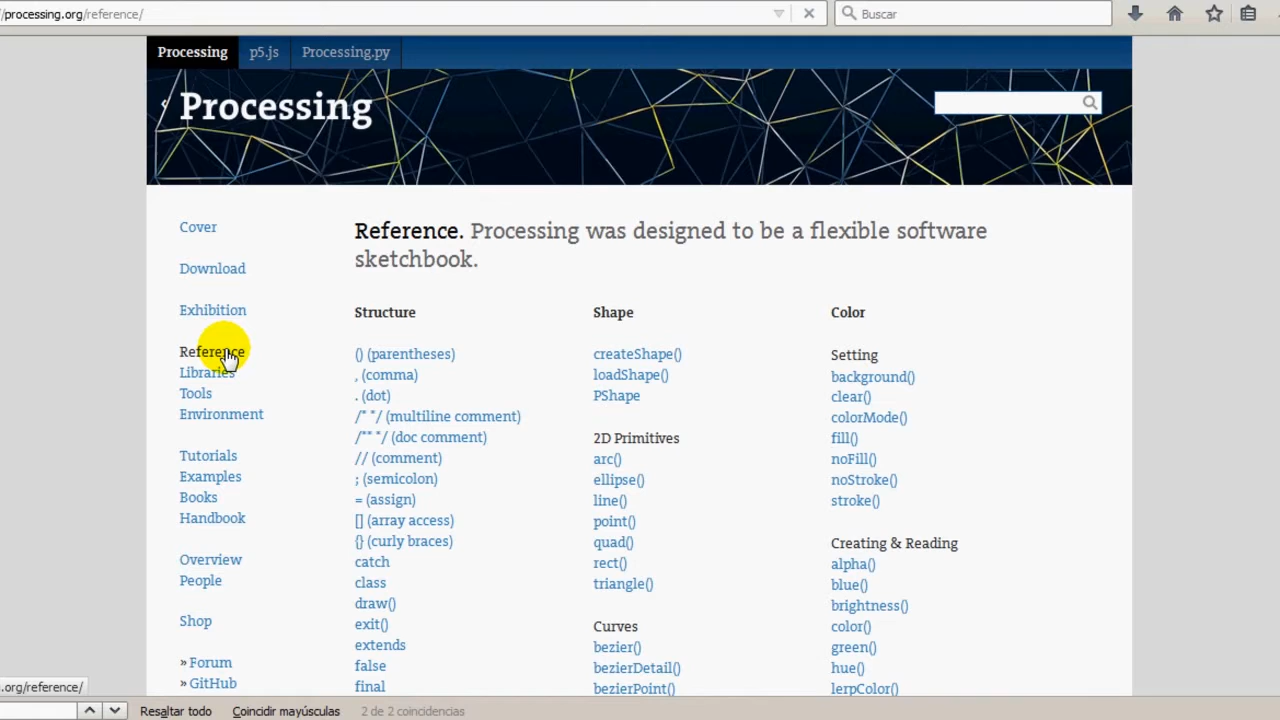 /processing.org/reference/
Buscar
Processing
p5.js
Processing.py
Processing
Cover
Download
Exhibition
Reference
Libraries
Tools
Environment
Tutorials
Examples
Books
Handbook
Overview
People
Shop
» Forum
» GitHub
Reference. Processing was designed to be a flexible software
sketchbook.
Structure
() (parentheses)
, (comma)
. (dot)
/* */ (multiline comment)
/** */ (doc comment)
// (comment)
; (semicolon)
= (assign)
[] (array access)
{} (curly braces)
catch
class
draw()
exit()
extends
false
final
Shape
createShape()
loadShape()
PShape
2D Primitives
arc()
ellipse()
line()
point()
quad()
rect()
triangle()
Curves
bezier()
bezierDetail()
bezierPoint()
Color
Setting
background()
clear()
colorMode()
fill()
noFill()
noStroke()
stroke()
Creating & Reading
alpha()
blue()
brightness()
color()
green()
hue()
lerpColor()
.org/reference/
Resaltar todo
Coincidir mayúsculas
2 de 2 coincidencias